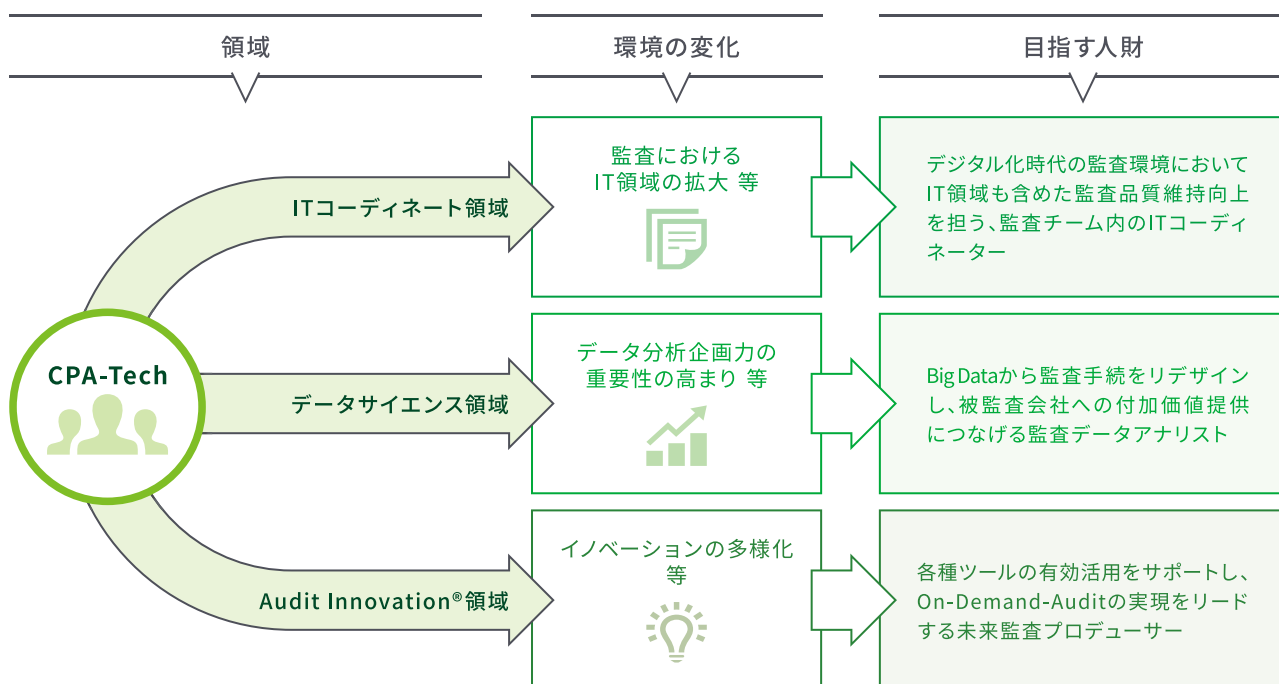 領域
環境の変化
目指す人財
CPA-Tech
ITコーディネート領域
監査における
IT領域の拡大 等
デジタル化時代の監査環境において
IT領域も含めた監査品質維持向上
を担う、監査チーム内のITコーディ
ネーター
データサイエンス領域
データ分析企画力の
重要性の高まり 等
Big Dataから監査手続をリデザイン
し、被監査会社への付加価値提供
につなげる監査データアナリスト
Audit Innovation®領域
イノベーションの多様化
等
各種ツールの有効活用をサポートし、
On-Demand-Auditの実現をリード
する未来監査プロデューサー